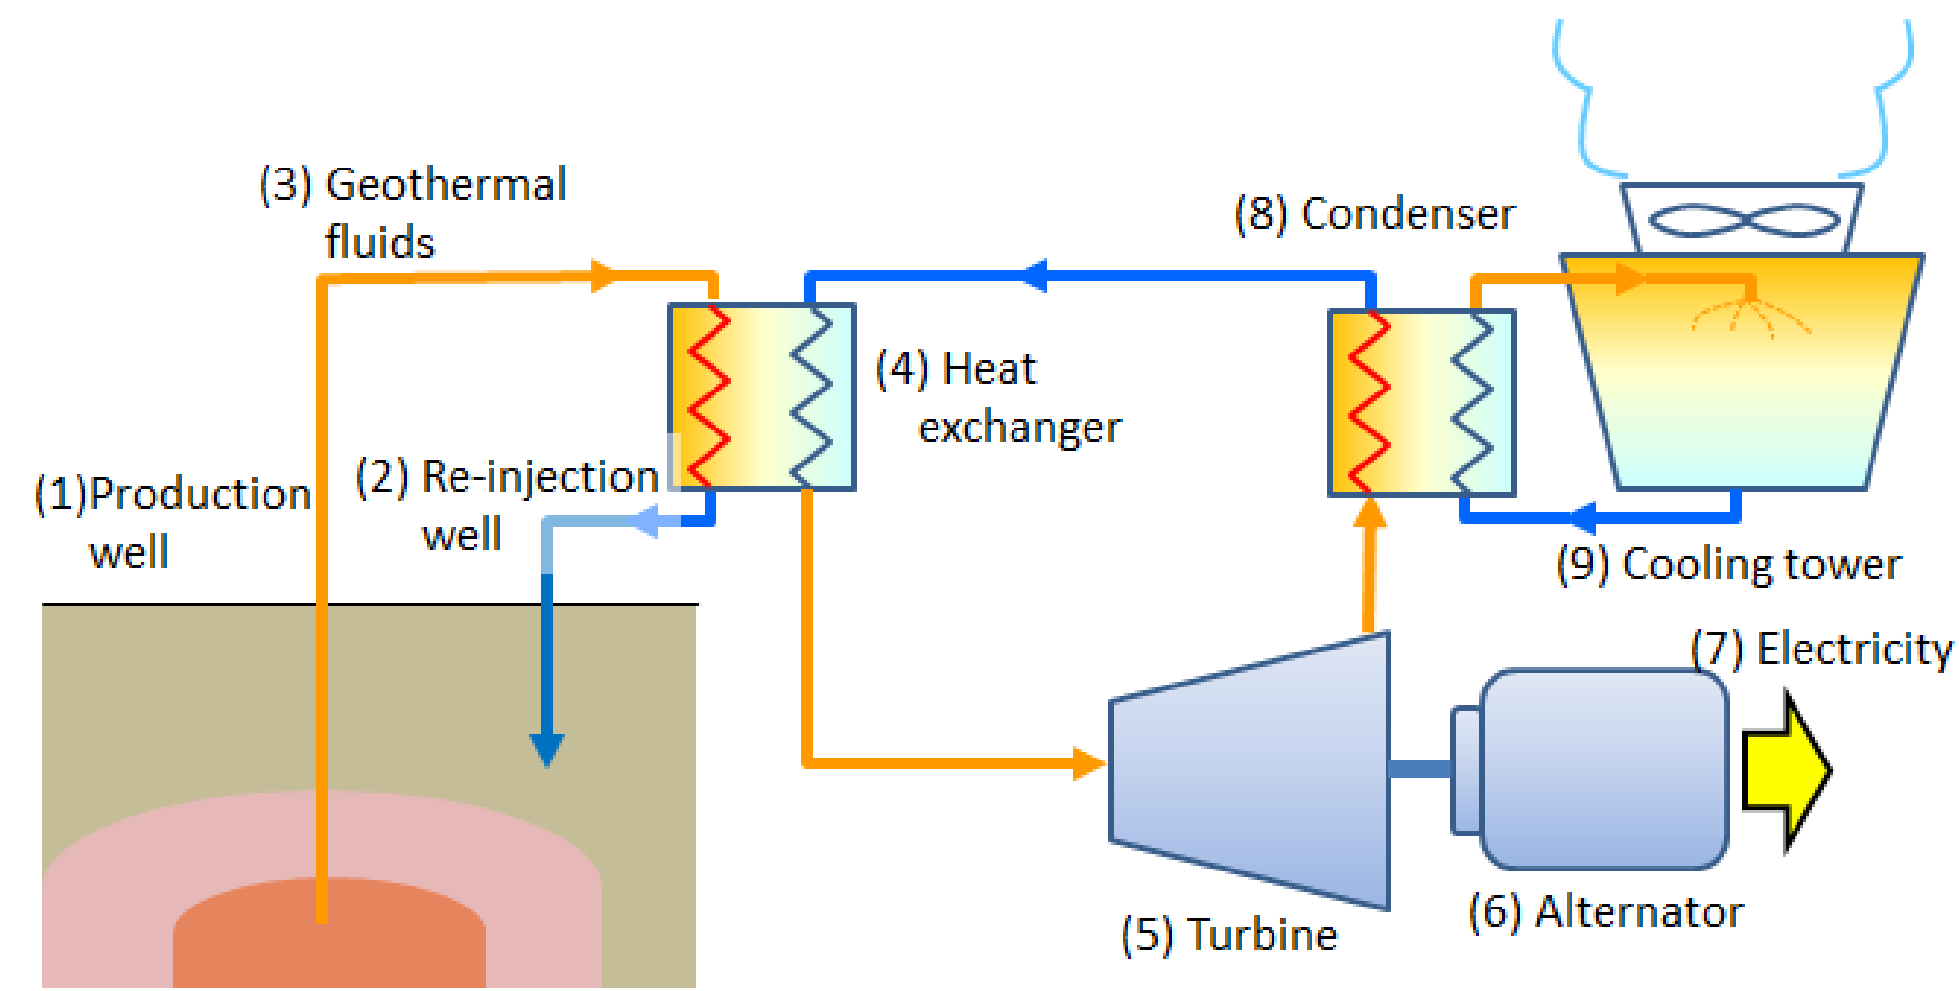 (3) Geothermal
fluids
(8) Condenser
(4) Heat
exchanger
(1)Production
well
(2) Re-injection
well
(9) Cooling tower
(7) Electricity
(6) Alternator
(5) Turbine